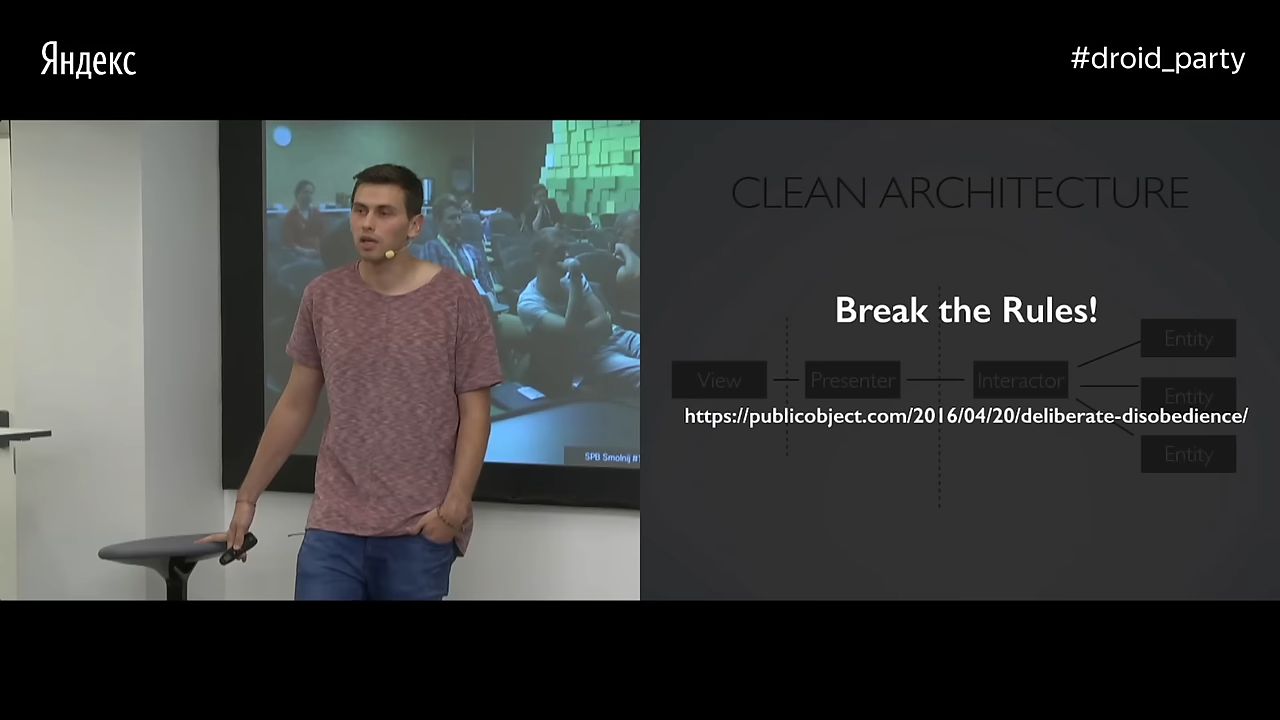 Яндекс
#droid_party
SPB Smolnij #1
CLEAN ARCHITECTURE
Break the Rules!
View
Presenter
Interactor
Entity
Entity
Entity
https://publicobject.com/2016/04/20/deliberate-disobedience/